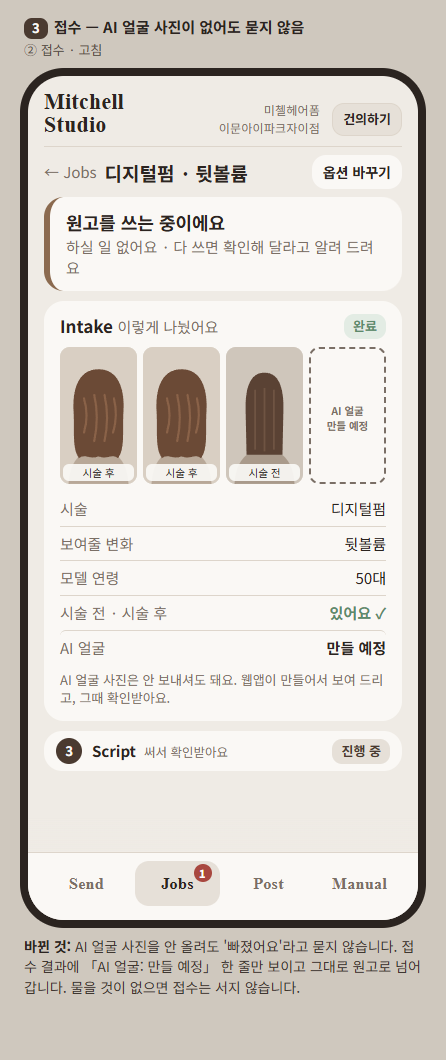 3 접수 — AI 얼굴 사진이 없어도 묻지 않음
② 접수 · 고침
Mitchell
Studio
미쳴헤어폼
이문아이파크자이점
건의하기
← Jobs 디지털펌 · 뒷볼륨
옵션 바꾸기
원고를 쓰는 중이에요
하실 일 없어요 · 다 쓰면 확인해 달라고 알려 드려
요
Intake 이렇게 나눴어요
완료
시술 후
시술 후
시술 전
AI 얼굴
만들 예정
시술 디지털펌
보여줄 변화 뒷볼륨
모델 연령 50대
시술 전 · 시술 후 있어요 ✓
AI 얼굴 만들 예정
AI 얼굴 사진은 안 보내셔도 돼요. 웹앱이 만들어서 보여 드리
고, 그때 확인받아요.
3 Script 써서 확인받아요 진행 중
Send Jobs 1 Post Manual
바뀐 것: AI 얼굴 사진을 안 올려도 '빠졌어요'라고 묻지 않습니다. 접
수 결과에 「AI 얼굴: 만들 예정」 한 줄만 보이고 그대로 원고로 넘어
갑니다. 물을 것이 없으면 접수는 서지 않습니다.